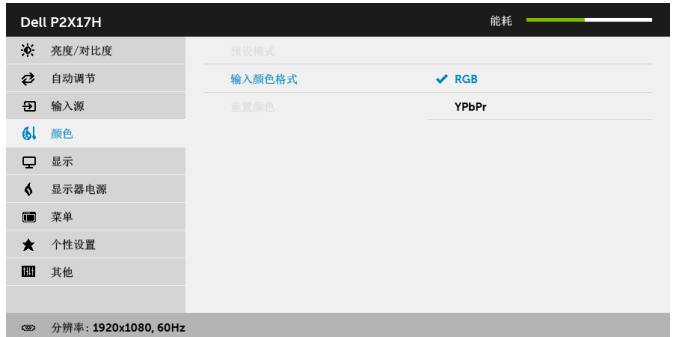 Dell P2X17H 能耗
亮度/对比度 预设模式
自动调节 输入颜色格式 RGB
输入源 重置颜色 YPbPr
颜色
显示
显示器电源
菜单
个性设置
其他
分辨率: 1920x1080, 60Hz